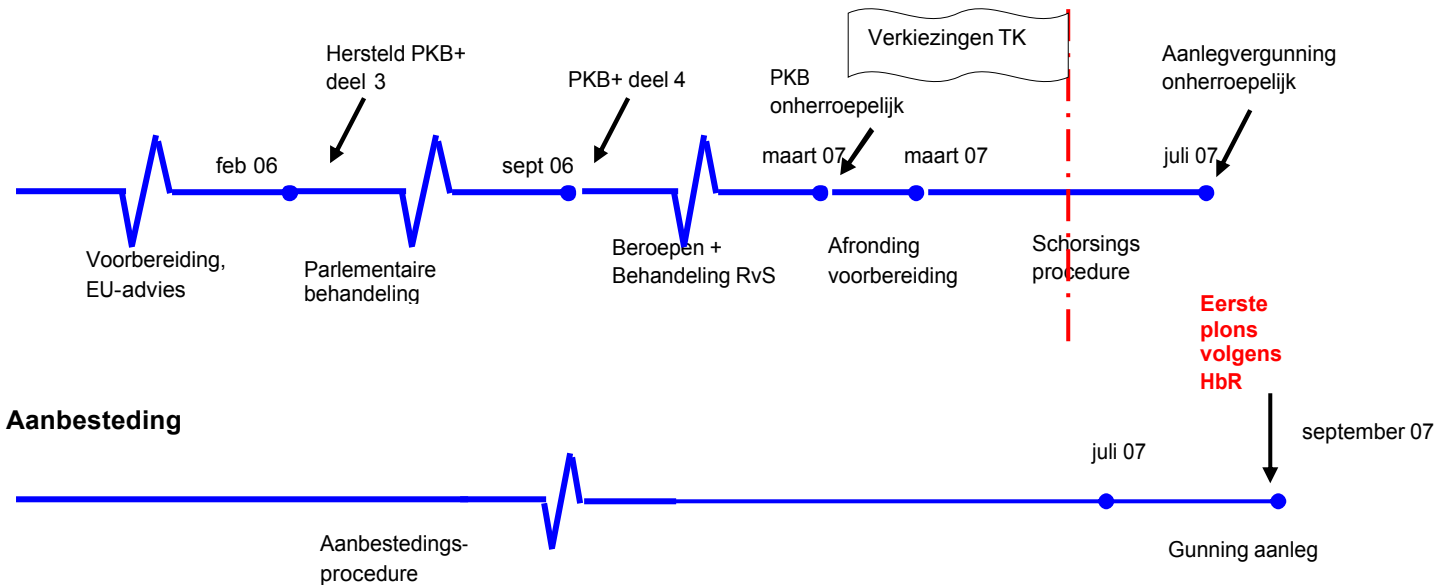 Verkiezingen TK
Hersteld PKB+
deel 3
PKB+ deel 4
PKB
onherroepelijk
Aanlegvergunning
onherroepelijk
feb 06
sept 06
maart 07
maart 07
juli 07
Voorbereiding,
EU-advies
Parlementaire
behandeling
Beroepen +
Behandeling RvS
Afronding
voorbereiding
Schorsings
procedure
Eerste
plons
volgens
HbR
Aanbesteding
september 07
juli 07
Aanbestedings-
procedure
Gunning aanleg